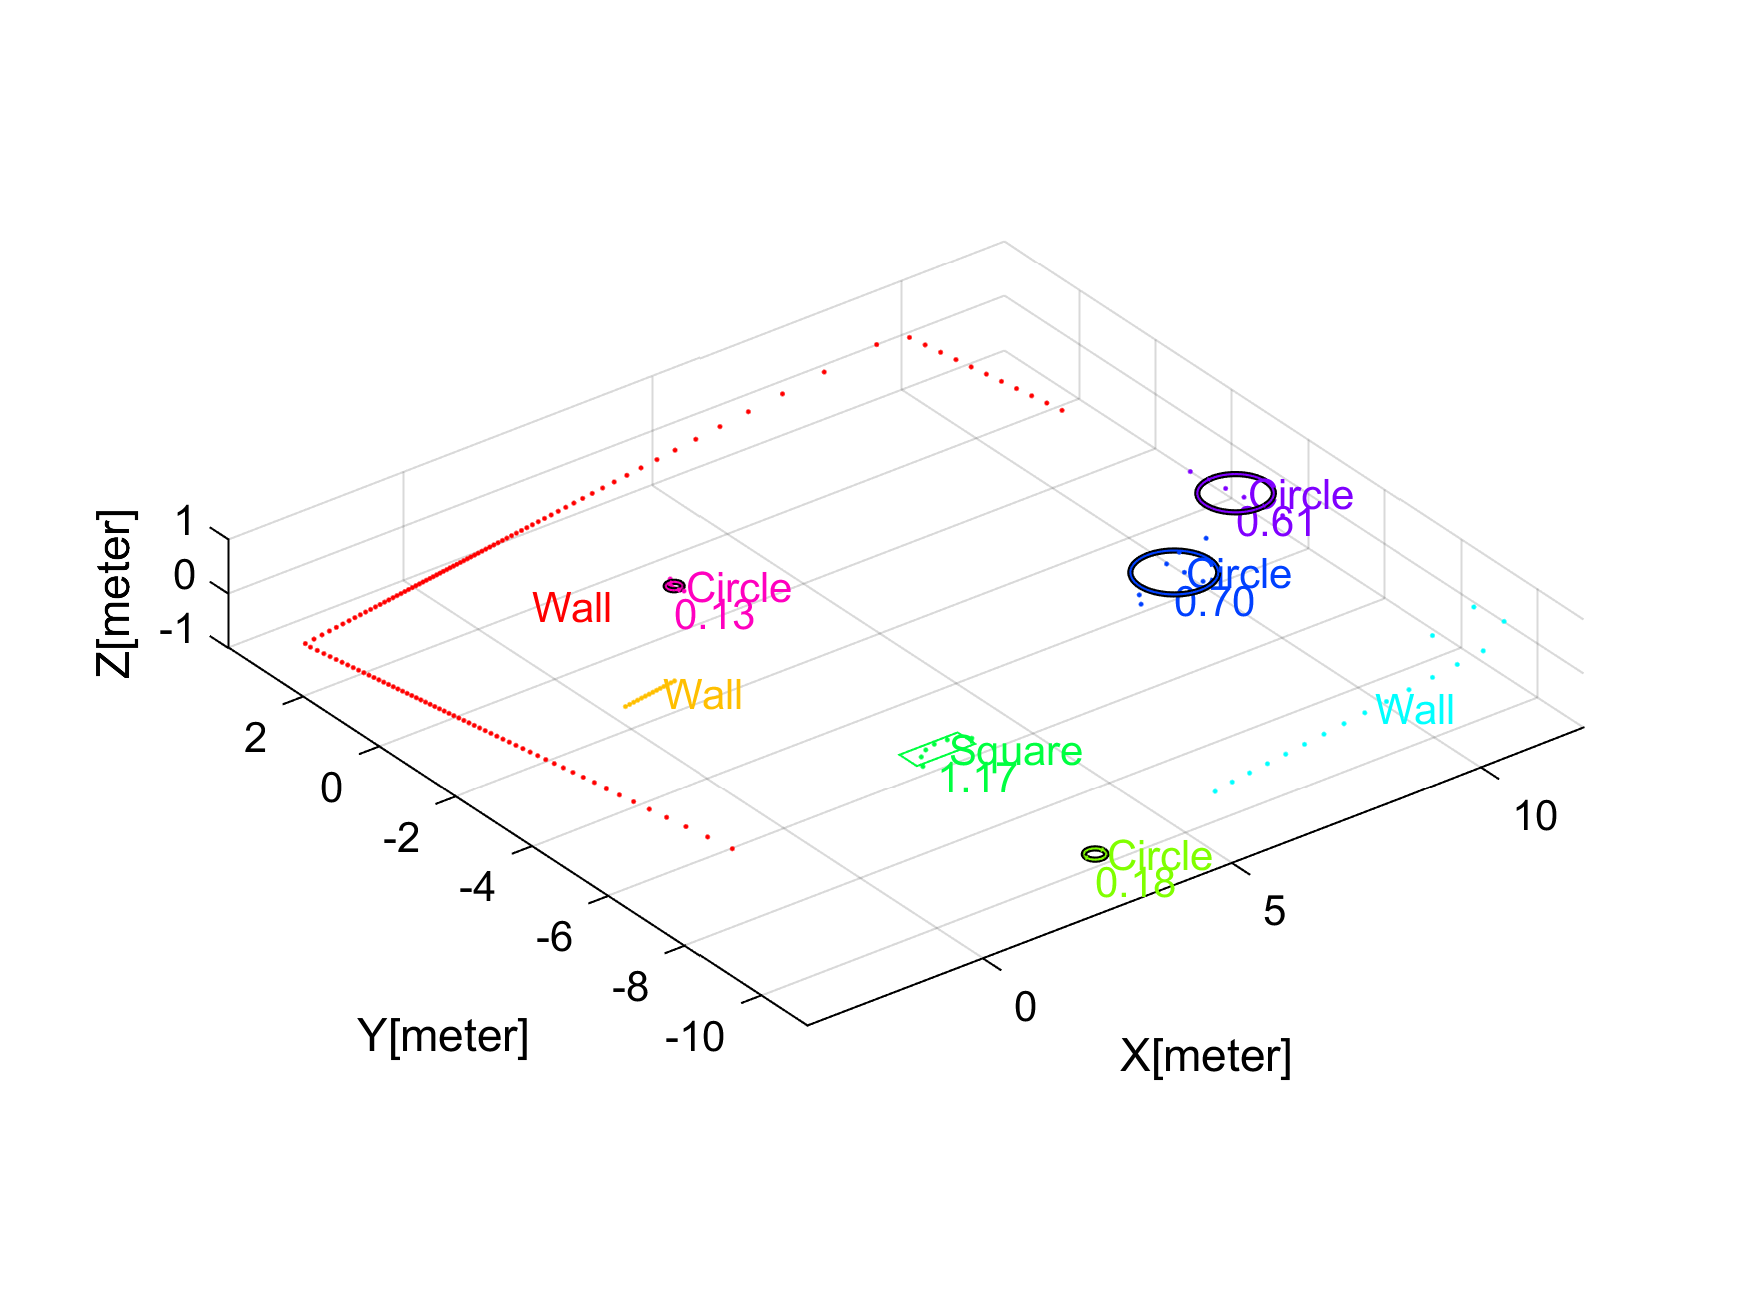 1
0
-1
Z[meter]
2
0
-2
-4
-6
-8
-10
Y[meter]
0
5
10
X[meter]
Circle
0.61
Circle
0.70
Circle
0.13
Wall
Wall
Wall
Square
1.17
Circle
0.18